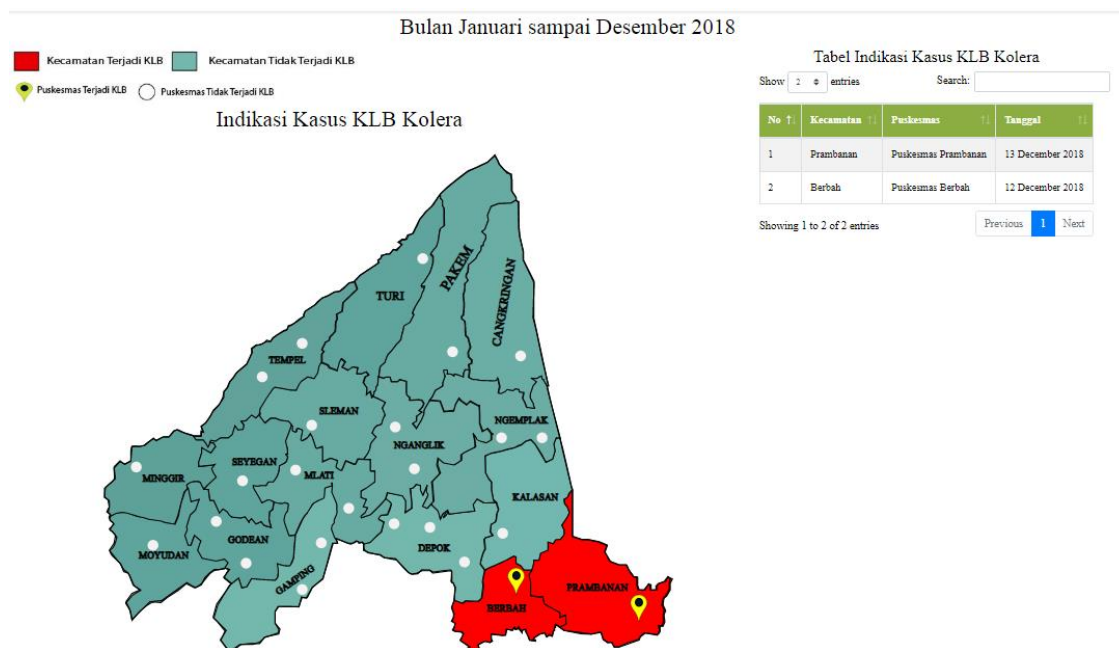 Bulan Januari sampai Desember 2018
Kecamatan Terjadi KLB
Kecamatan Tidak Terjadi KLB
Puskesmas Terjadi KLB
Puskesmas Tidak Terjadi KLB
Indikasi Kasus KLB Kolera
TURI
PAKEM
CANGKRINGAN
TEMPEL
SLEMAN
NGANGLIK
NGEMPLAK
SEYEGAN
MINGGIR
MLATI
KALASAN
MOYUDAN
GODEAN
DEPOK
GAMPING
BERBAH
PRAMBANAN
Tabel Indikasi Kasus KLB Kolera
Show 2 entries
Search:
No Kecamatan Puskesmas Tanggal
1 Prambanan Puskesmas Prambanan 13 December 2018
2 Berbah Puskesmas Berbah 12 December 2018
Showing 1 to 2 of 2 entries
Previous 1 Next